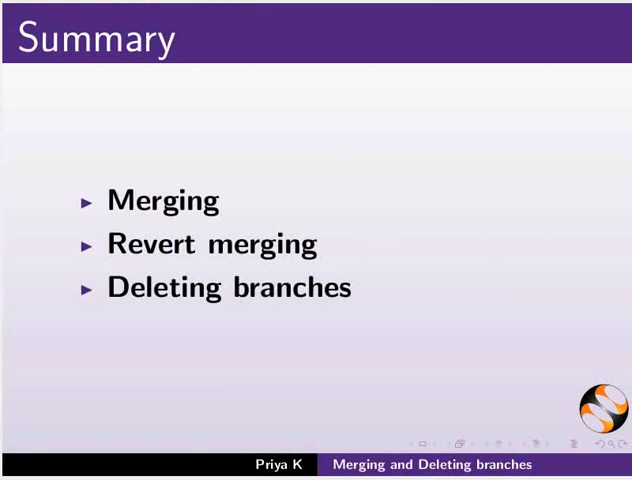 Summary
Merging
Revert merging
Deleting branches
Priya K
Merging and Deleting branches